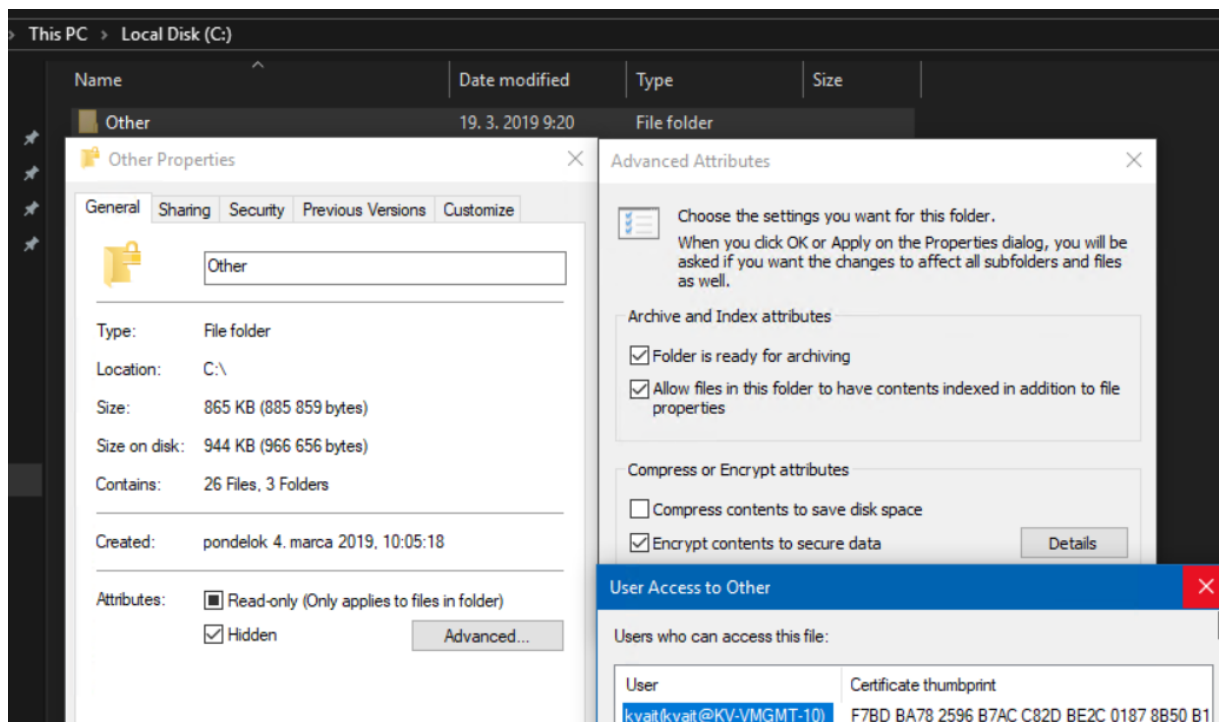 This PC > Local Disk (C:)
Name Date modified Type Size
Other 19. 3. 2019 9:20 File folder
Other Properties
General Sharing Security Previous Versions Customize
Other
Type: File folder
Location: C:\
Size: 865 KB (885 859 bytes)
Size on disk: 944 KB (966 656 bytes)
Contains: 26 Files, 3 Folders
Created: pondelok 4. marca 2019, 10:05:18
Attributes: Read-only (Only applies to files in folder)
Hidden Advanced...
Advanced Attributes
Choose the settings you want for this folder.
When you click OK or Apply on the Properties dialog, you will be
asked if you want the changes to affect all subfolders and files
as well.
Archive and Index attributes
Folder is ready for archiving
Allow files in this folder to have contents indexed in addition to file
properties
Compress or Encrypt attributes
Compress contents to save disk space
Encrypt contents to secure data Details
User Access to Other
Users who can access this file:
User Certificate thumbprint
kvait(kvait@KV-VMGMT-10) F7BD BA78 2596 B7AC C82D BE2C 0187 8B50 B1